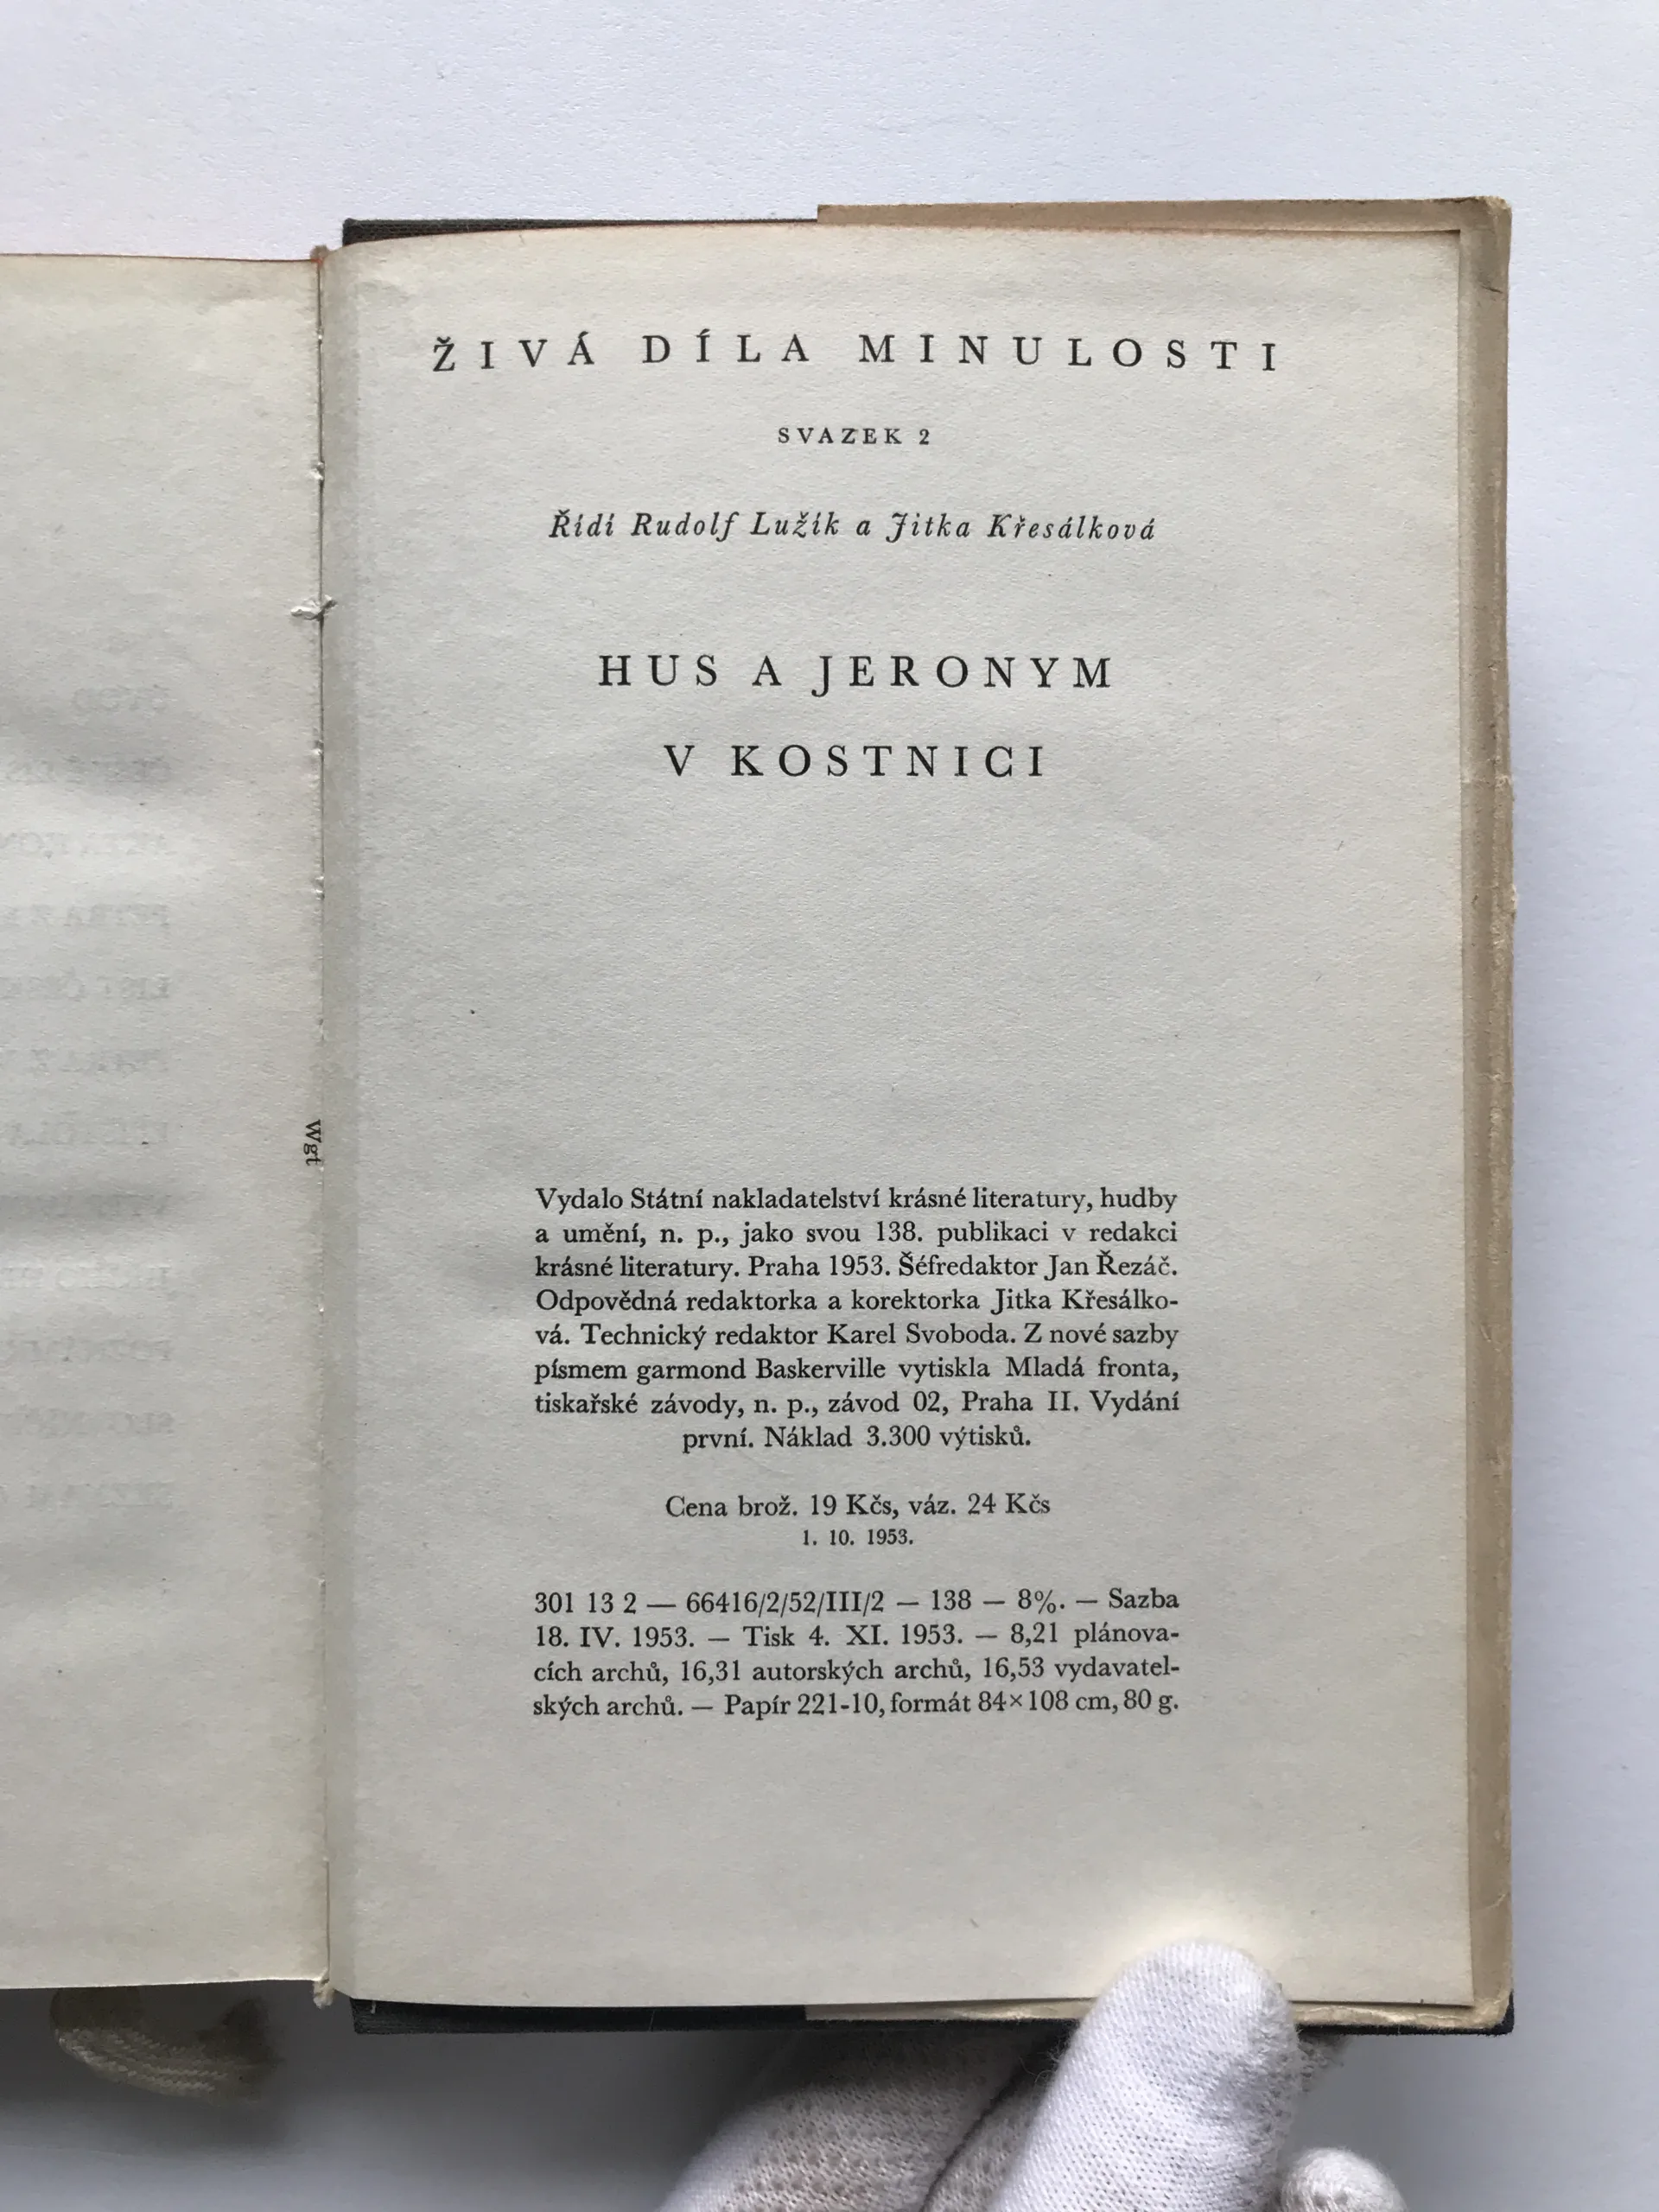 ŽIVÁ DÍLA MINULOSTI
SVAZEK 2
Řídí Rudolf Lužík a Jitka Křesálková
HUS A JERONYM
V KOSTNICI
Wgt
Vydalo Státní nakladatelství krásné literatury, hudby
a umění, n. p., jako svou 138. publikaci v redakci
krásné literatury. Praha 1953. Šéfredaktor Jan Řezáč.
Odpovědná redaktorka a korektorka Jitka Křesálko-
vá. Technický redaktor Karel Svoboda. Z nové sazby
písmem garmond Baskerville vytiskla Mladá fronta,
tiskařské závody, n. p., závod 02, Praha II. Vydání
první. Náklad 3.300 výtisků.
Cena brož. 19 Kčs, váz. 24 Kčs
1. 10. 1953.
301 13 2 — 66416/2/52/III/2 — 138 — 8%. — Sazba
18. IV. 1953. — Tisk 4. XI. 1953. — 8,21 plánova-
cích archů, 16,31 autorských archů, 16,53 vydavatel-
ských archů. — Papír 221-10, formát 84×108 cm, 80 g.